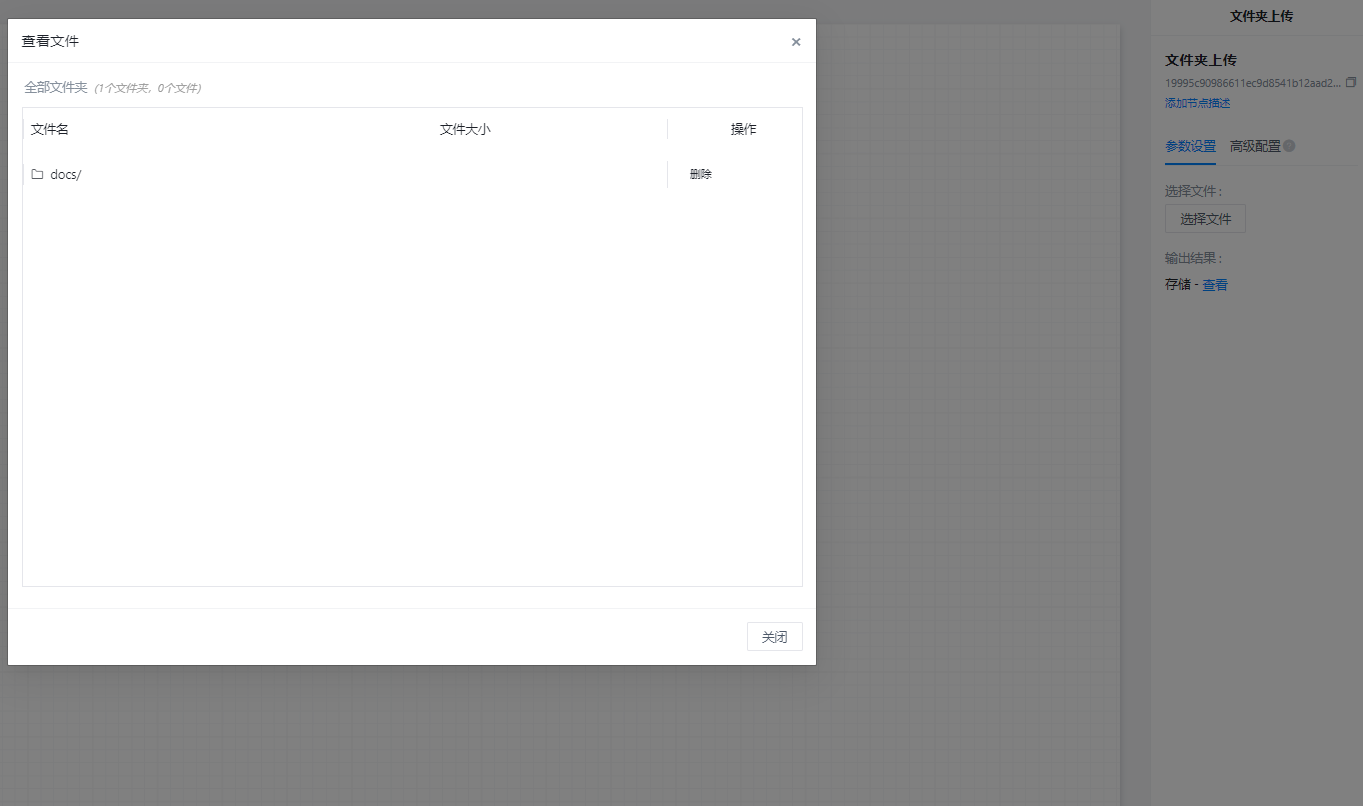 查看文件
×
全部文件夹 (1个文件夹，0个文件)
文件名 文件大小 操作
docs/ 删除
关闭
文件夹上传
文件夹上传
19995c90986611ec9d8541b12aad2...
添加节点描述
参数设置 高级配置 ?
选择文件:
选择文件
输出结果:
存储 - 查看